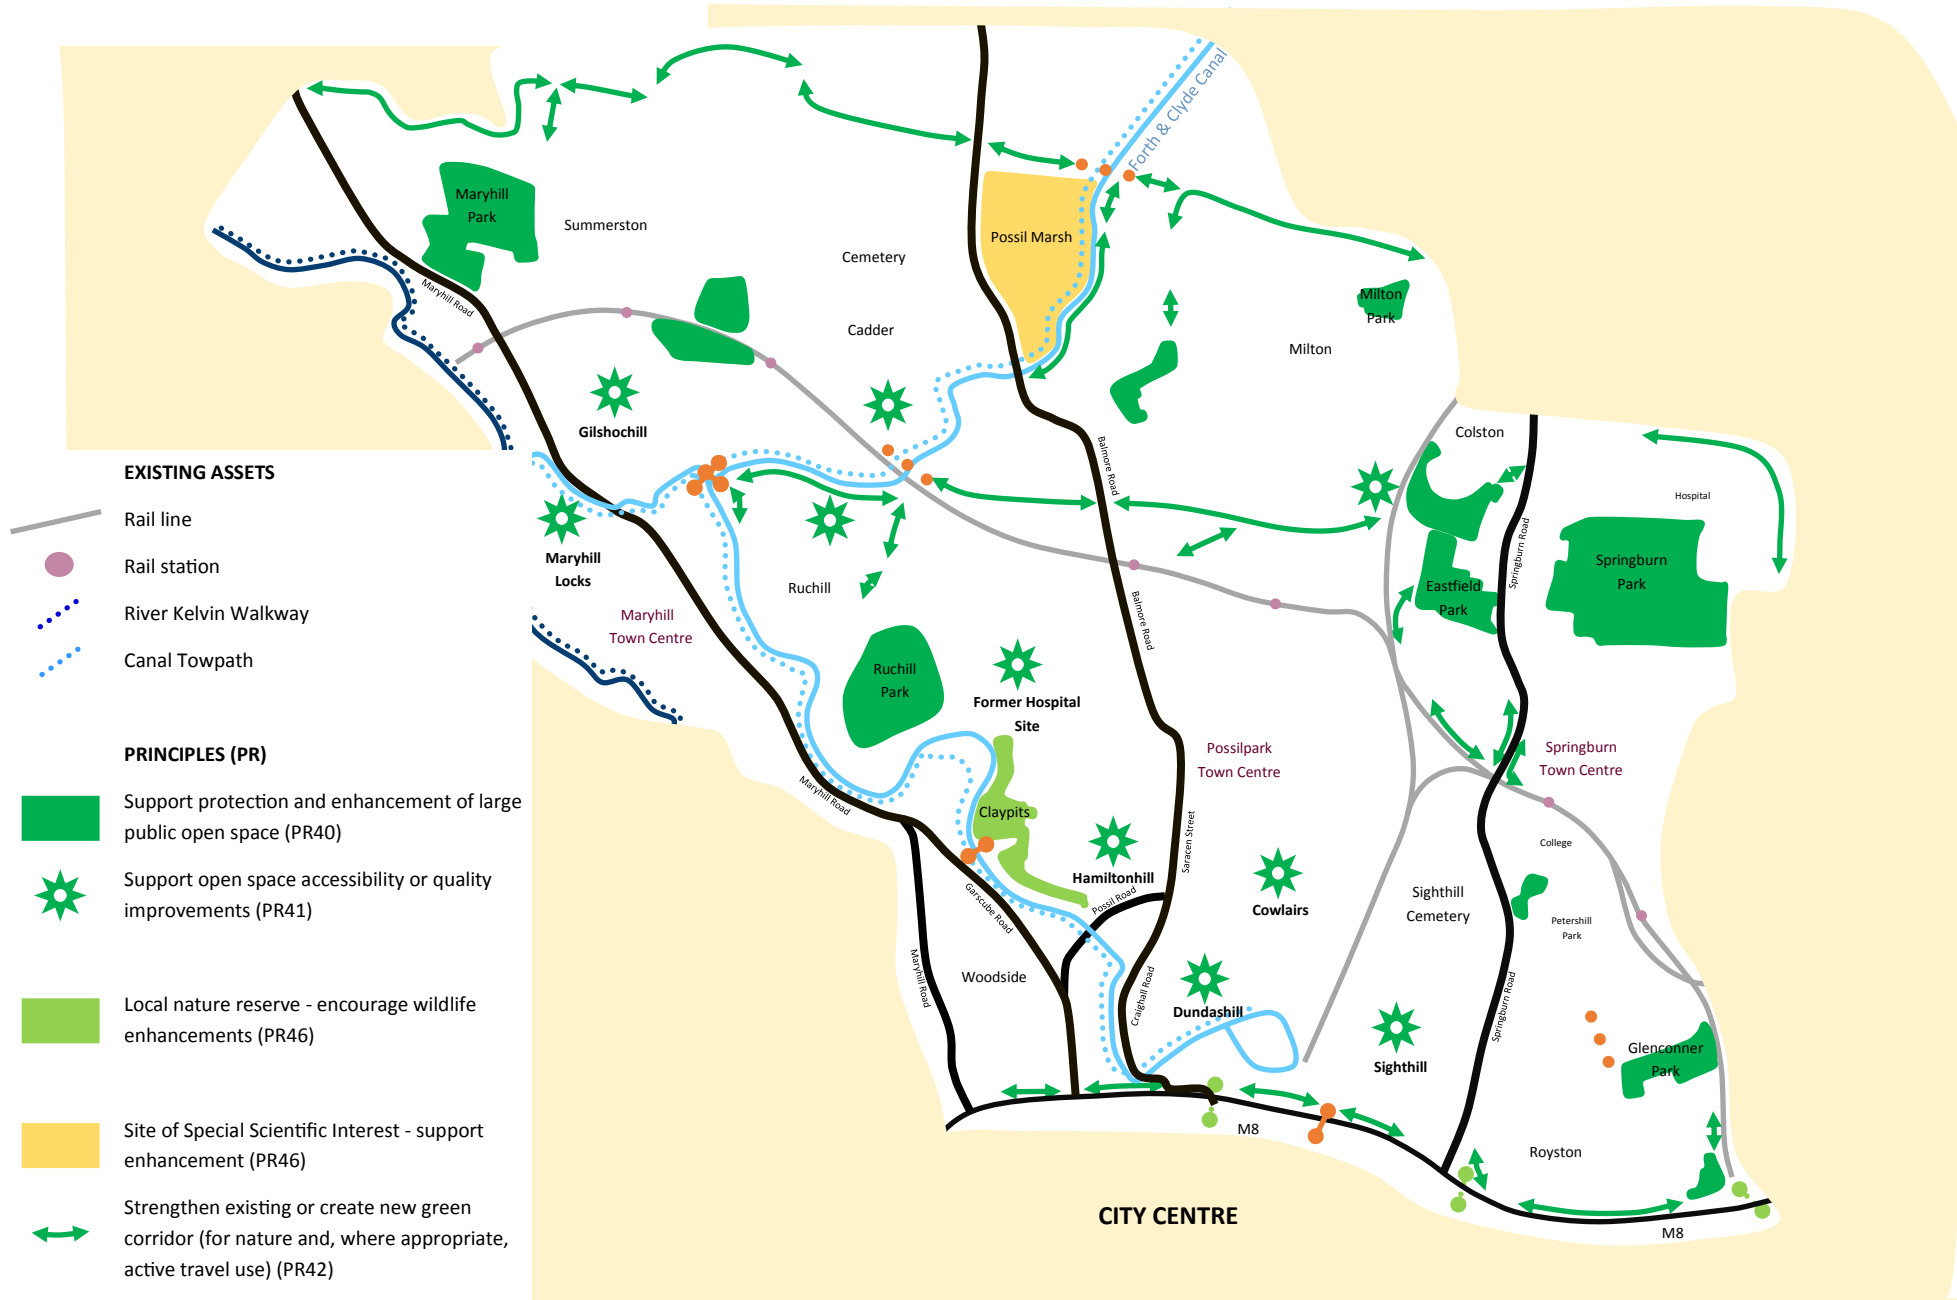 EXISTING ASSETS
Rail line
Rail station
River Kelvin Walkway
Canal Towpath
PRINCIPLES (PR)
Support protection and enhancement of large
public open space (PR40)
Support open space accessibility or quality
improvements (PR41)
Local nature reserve - encourage wildlife
enhancements (PR46)
Site of Special Scientific Interest - support
enhancement (PR46)
Strengthen existing or create new green
corridor (for nature and, where appropriate,
active travel use) (PR42)
Forth & Clyde Canal
Maryhill
Park
Summerston
Cemetery
Possil Marsh
Maryhill Road
Cadder
Milton
Park
Milton
Gilshochill
Colston
Balmore Road
Hospital
Maryhill
Locks
Springburn Road
Springburn
Park
Ruchill
Eastfield
Park
Maryhill
Town Centre
Balmore Road
Ruchill
Park
Former Hospital
Site
Possilpark
Town Centre
Springburn
Town Centre
Maryhill Road
Claypits
Saracen Street
College
Hamiltonhill
Possil Road
Cowlairs
Sighthill
Cemetery
Garscube Road
Petershill
Park
Maryhill Road
Woodside
Craighall Road
Dundashill
Springburn Road
Sighthill
Glenconner
Park
M8
Royston
CITY CENTRE
M8